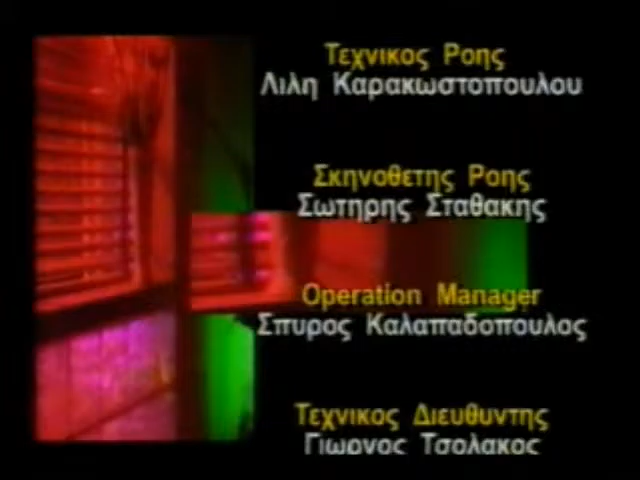 Τεχνικος Ροης
Λιλη Καρακωστοπουλου
Σκηνοθετης Ροης
Σωτηρης Σταθακης
Operation Manager
Σπυρος Καλαπαδοπουλος
Τεχνικος Διευθυντης
Γιωργος Τσολακος